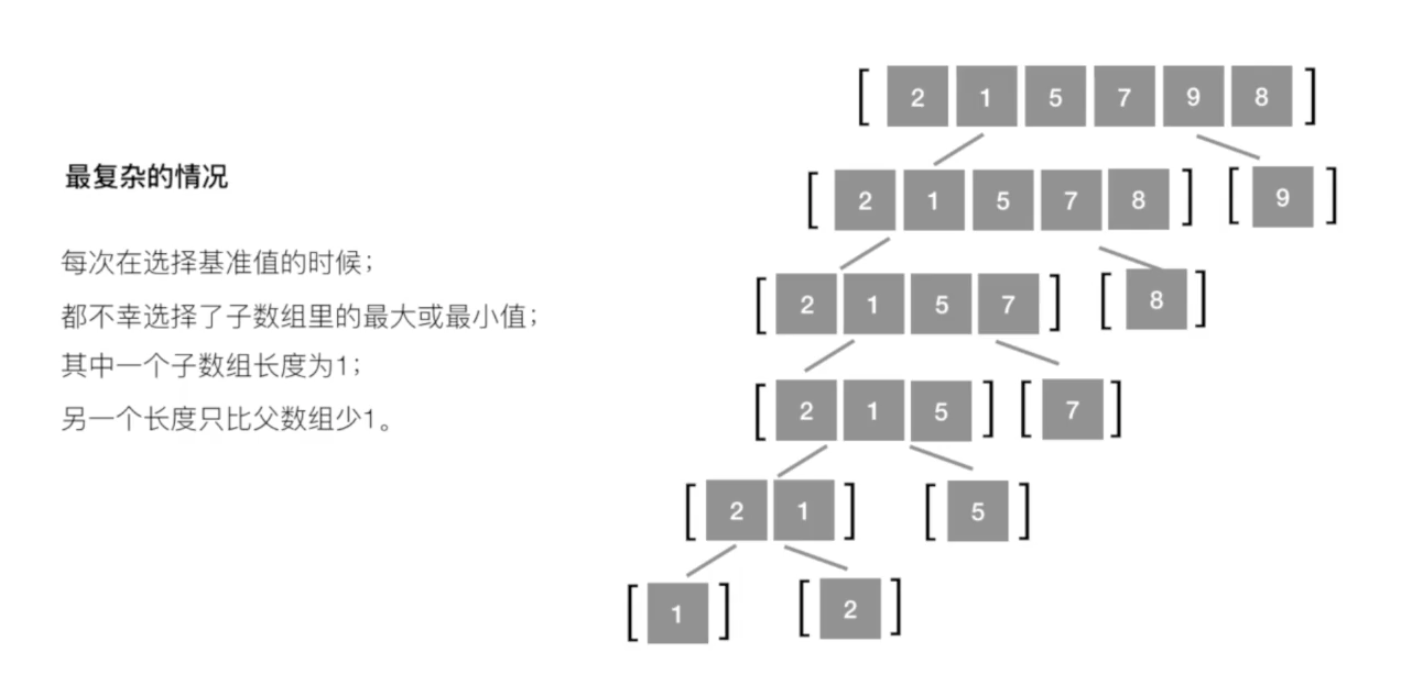 最复杂的情况
每次在选择基准值的时候；
都不幸选择了子数组里的最大或最小值；
其中一个子数组长度为1；
另一个长度只比父数组少1。
[ 2 1 5 7 9 8 ]
[ 2 1 5 7 8 ] [ 9 ]
[ 2 1 5 7 ] [ 8 ]
[ 2 1 5 ] [ 7 ]
[ 2 1 ] [ 5 ]
[ 1 ] [ 2 ]